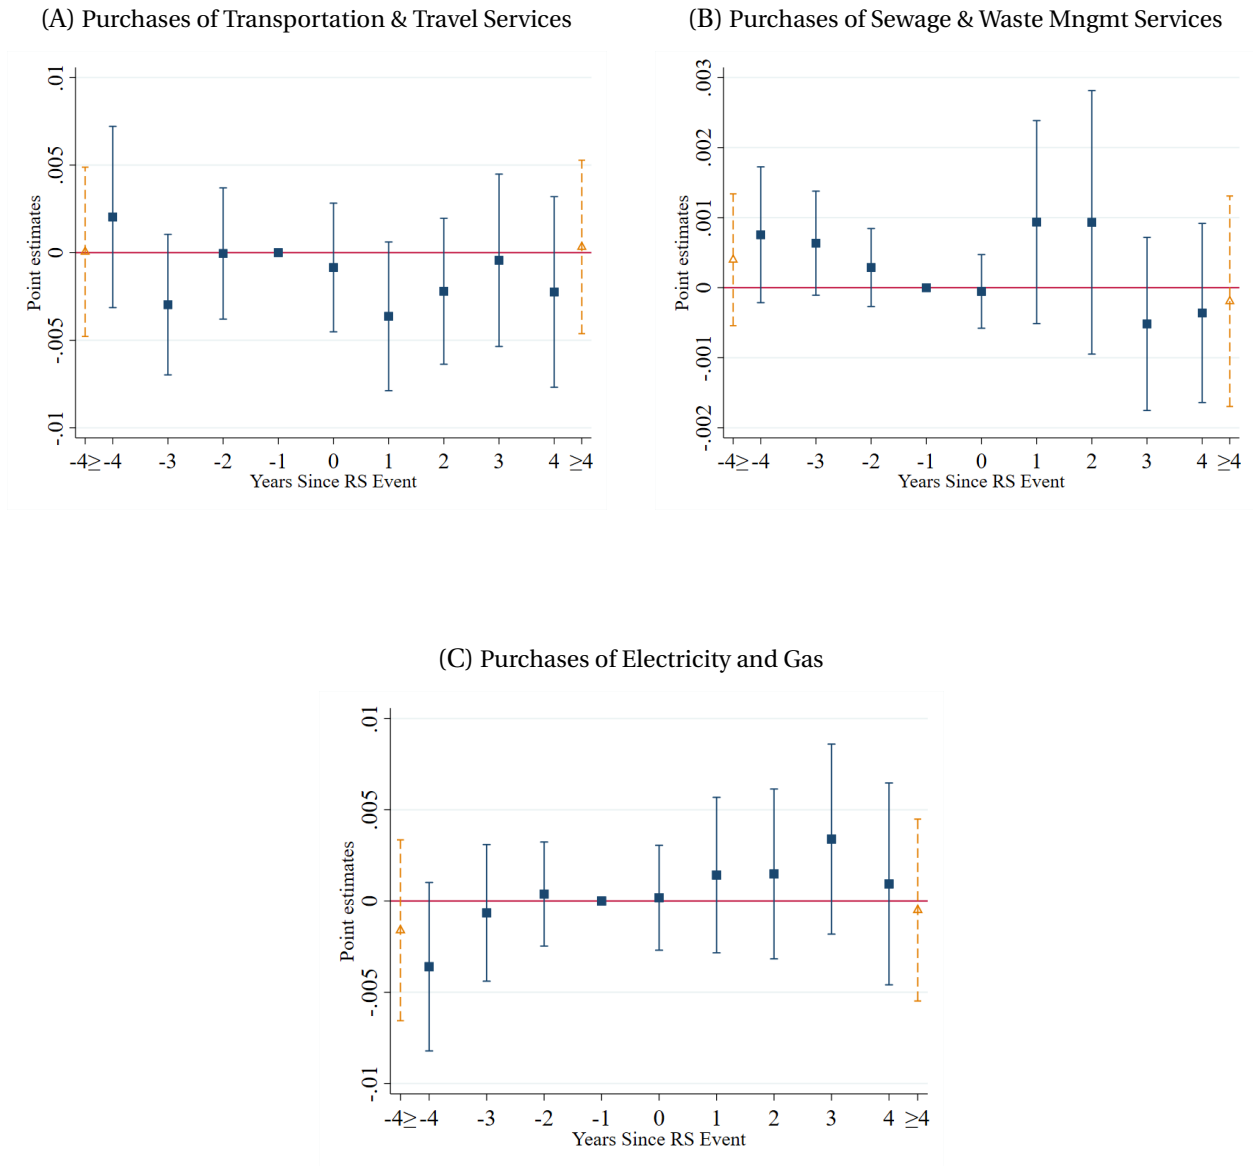 (A) Purchases of Transportation & Travel Services
.01
.005
0
-.005
-.01
Point estimates
-4≥ -4 -3 -2 -1 0 1 2 3 4 ≥4
Years Since RS Event
(B) Purchases of Sewage & Waste Mngmt Services
.003
.002
.001
0
-.001
-.002
Point estimates
-4≥ -4 -3 -2 -1 0 1 2 3 4 ≥4
Years Since RS Event
(C) Purchases of Electricity and Gas
.01
.005
0
-.005
-.01
Point estimates
-4≥ -4 -3 -2 -1 0 1 2 3 4 ≥4
Years Since RS Event